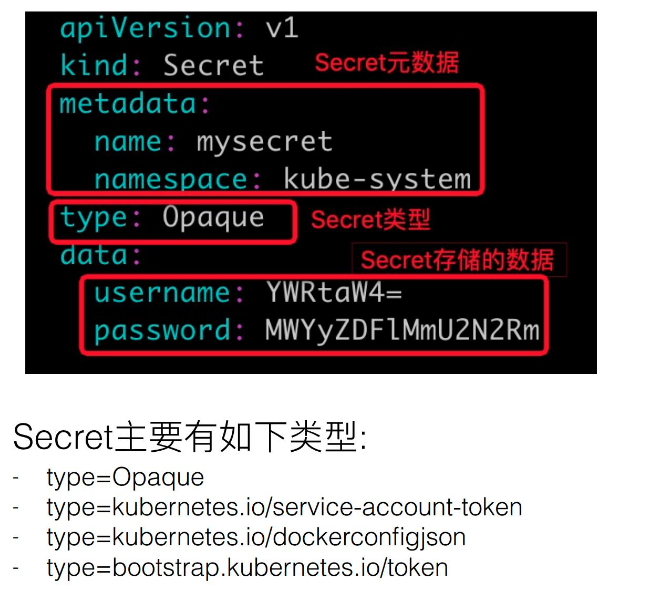 apiVersion: v1
kind: Secret
Secret元数据
metadata:
name: mysecret
namespace: kube-system
type: Opaque
Secret类型
data:
Secret存储的数据
username: YWRtaW4=
password: MWYyZDFlMmU2N2Rm
Secret主要有如下类型:
- type=Opaque
- type=kubernetes.io/service-account-token
- type=kubernetes.io/dockerconfigjson
- type=bootstrap.kubernetes.io/token